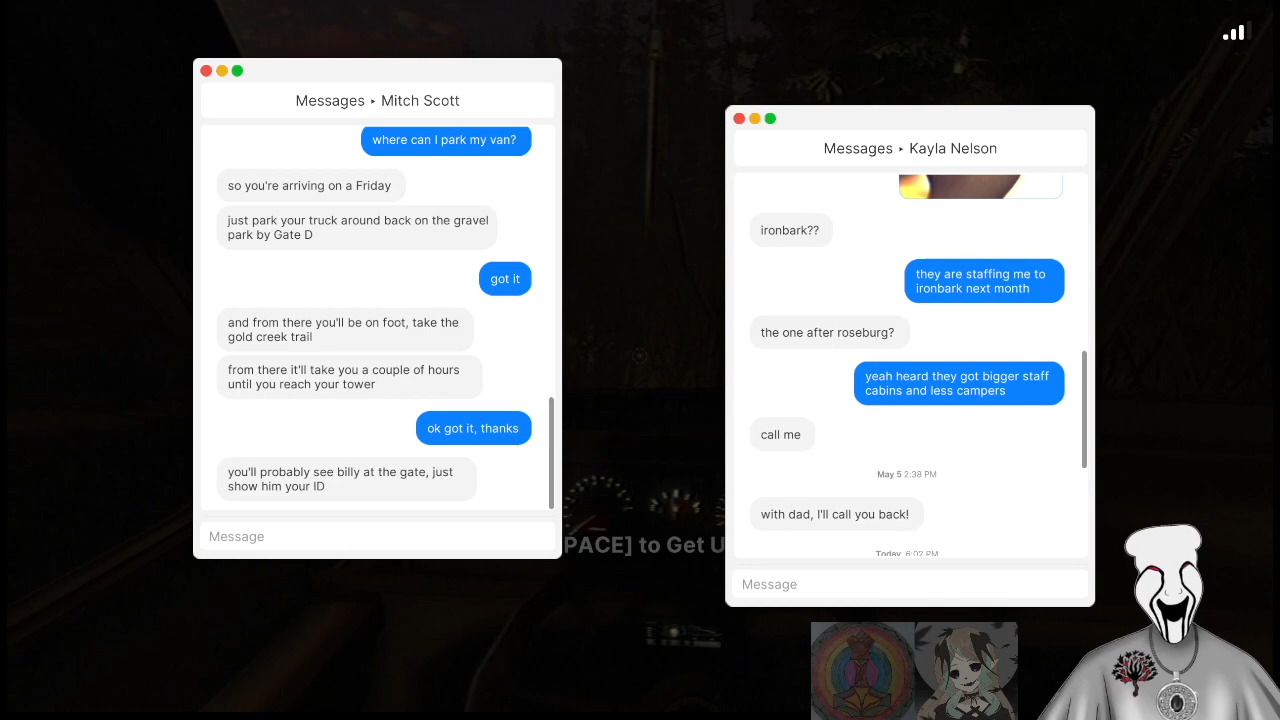 Messages ▸ Mitch Scott
where can I park my van?
so you're arriving on a Friday
just park your truck around back on the gravel
park by Gate D
got it
and from there you'll be on foot, take the
gold creek trail
from there it'll take you a couple of hours
until you reach your tower
ok got it, thanks
you'll probably see billy at the gate, just
show him your ID
Message
PACE] to Get U
Messages ▸ Kayla Nelson
ironbark??
they are staffing me to
ironbark next month
the one after roseburg?
yeah heard they got bigger staff
cabins and less campers
call me
May 5 2:38 PM
with dad, I'll call you back!
Today 6:02 PM
Message